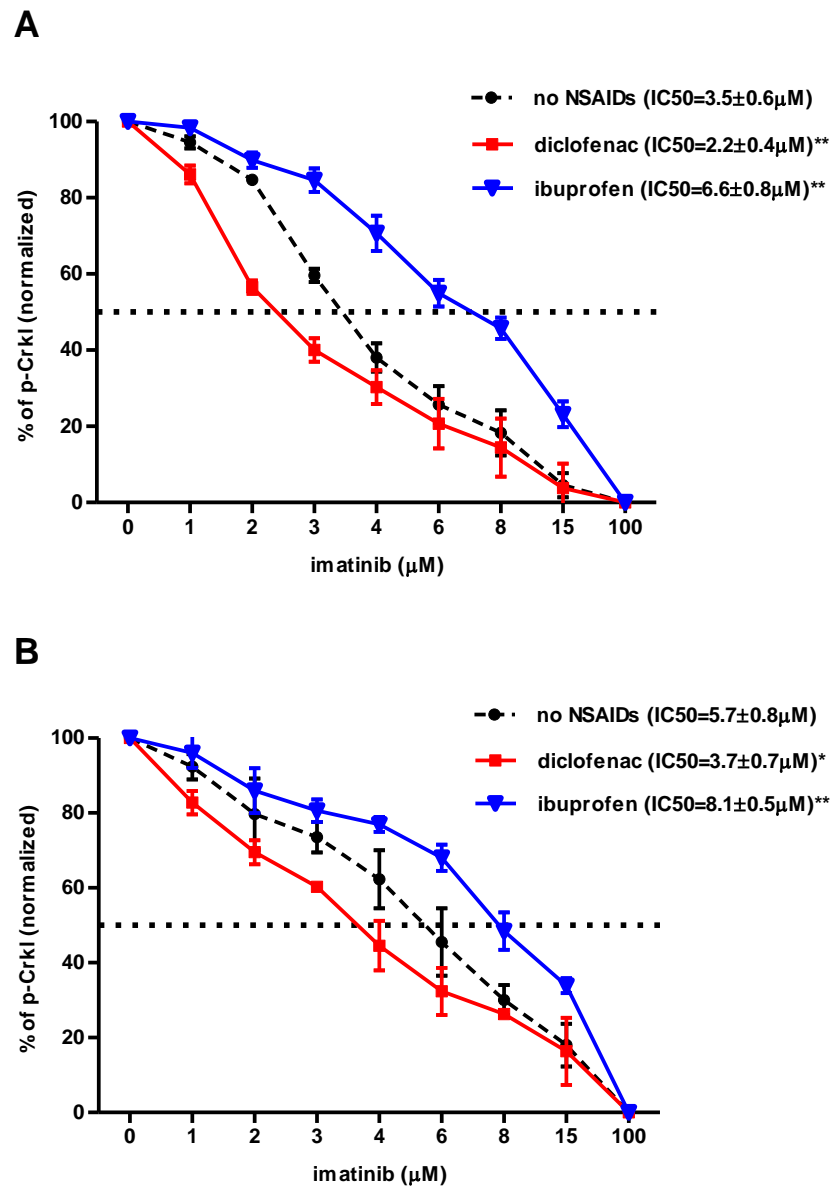 A
no NSAIDs (IC50=3.5±0.6μM)
diclofenac (IC50=2.2±0.4μM)**
ibuprofen (IC50=6.6±0.8μM)**
% of p-Crkl (normalized)
100
80
60
40
20
0
0 1 2 3 4 6 8 15 100
imatinib (μM)
B
no NSAIDs (IC50=5.7±0.8μM)
diclofenac (IC50=3.7±0.7μM)*
ibuprofen (IC50=8.1±0.5μM)**
% of p-Crkl (normalized)
100
80
60
40
20
0
0 1 2 3 4 6 8 15 100
imatinib (μM)